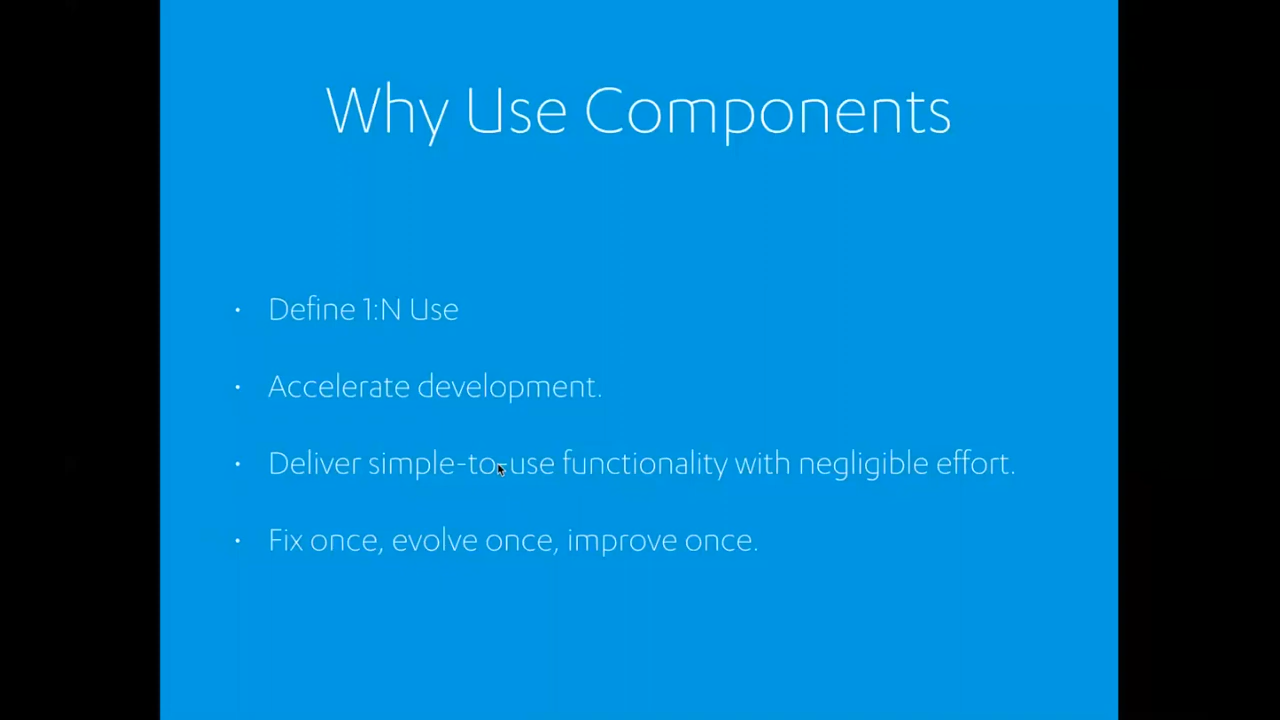 Why Use Components
• Define 1:N Use
• Accelerate development.
• Deliver simple-to-use functionality with negligible effort.
• Fix once, evolve once, improve once.